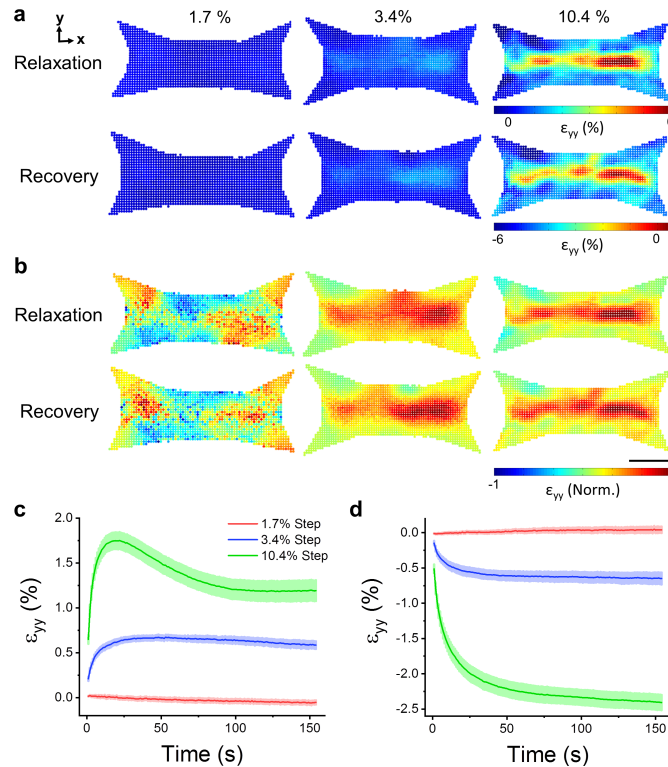 a
y
x
1.7 %
3.4%
10.4 %
Relaxation
0
ε_yy (%)
Recovery
-6
0
ε_yy (%)
b
Relaxation
Recovery
-1
ε_yy (Norm.)
c
d
2.0
1.5
1.0
0.5
0.0
ε_yy (%)
1.7% Step
3.4% Step
10.4% Step
0
50
100
150
Time (s)
0.0
-0.5
-1.0
-1.5
-2.0
-2.5
ε_yy (%)
0
50
100
150
Time (s)